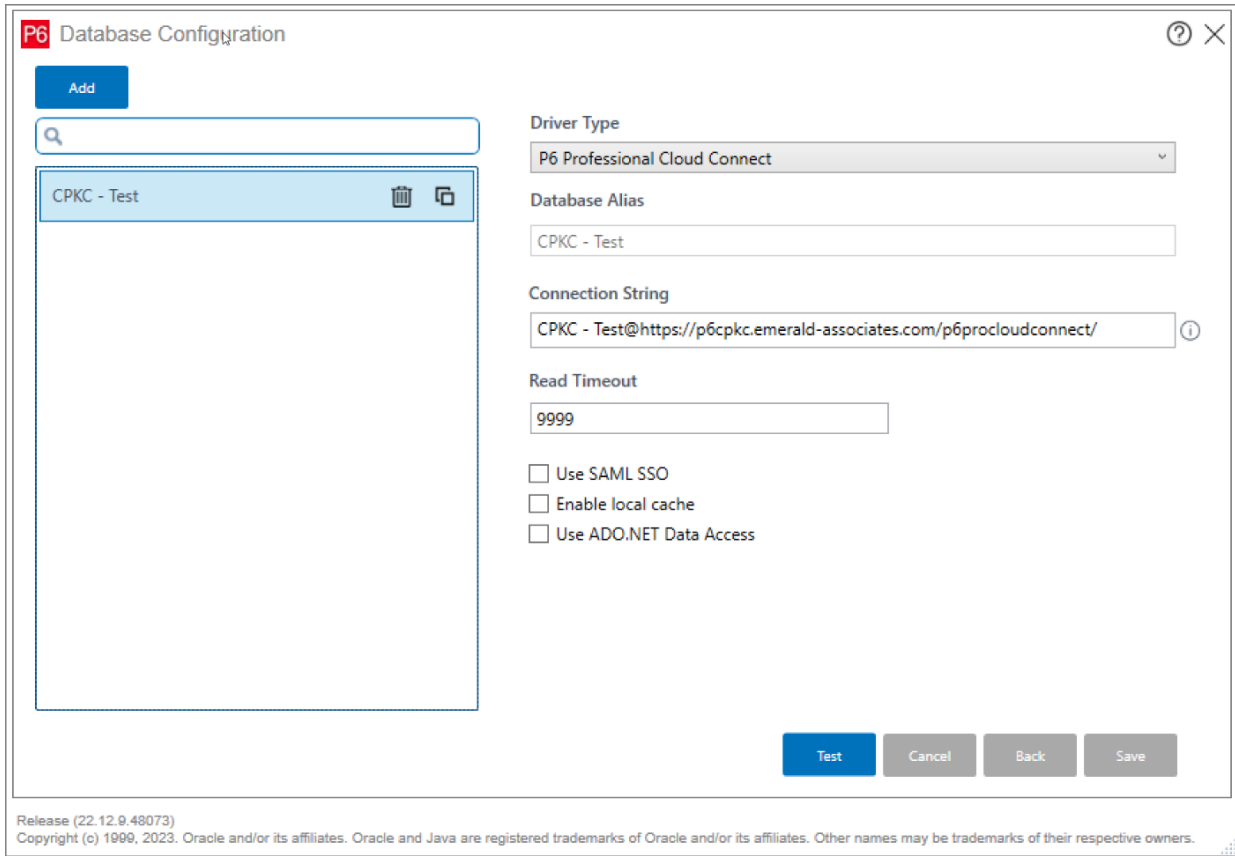 P6 Database Configuration
Add
CPKC - Test
Driver Type
P6 Professional Cloud Connect
Database Alias
CPKC - Test
Connection String
CPKC - Test@https://p6cpkc.emerald-associates.com/p6procloudconnect/
Read Timeout
9999
Use SAML SSO
Enable local cache
Use ADO.NET Data Access
Test Cancel Back Save
Release (22.12.9.48073)
Copyright (c) 1999, 2023. Oracle and/or its affiliates. Oracle and Java are registered trademarks of Oracle and/or its affiliates. Other names may be trademarks of their respective owners.